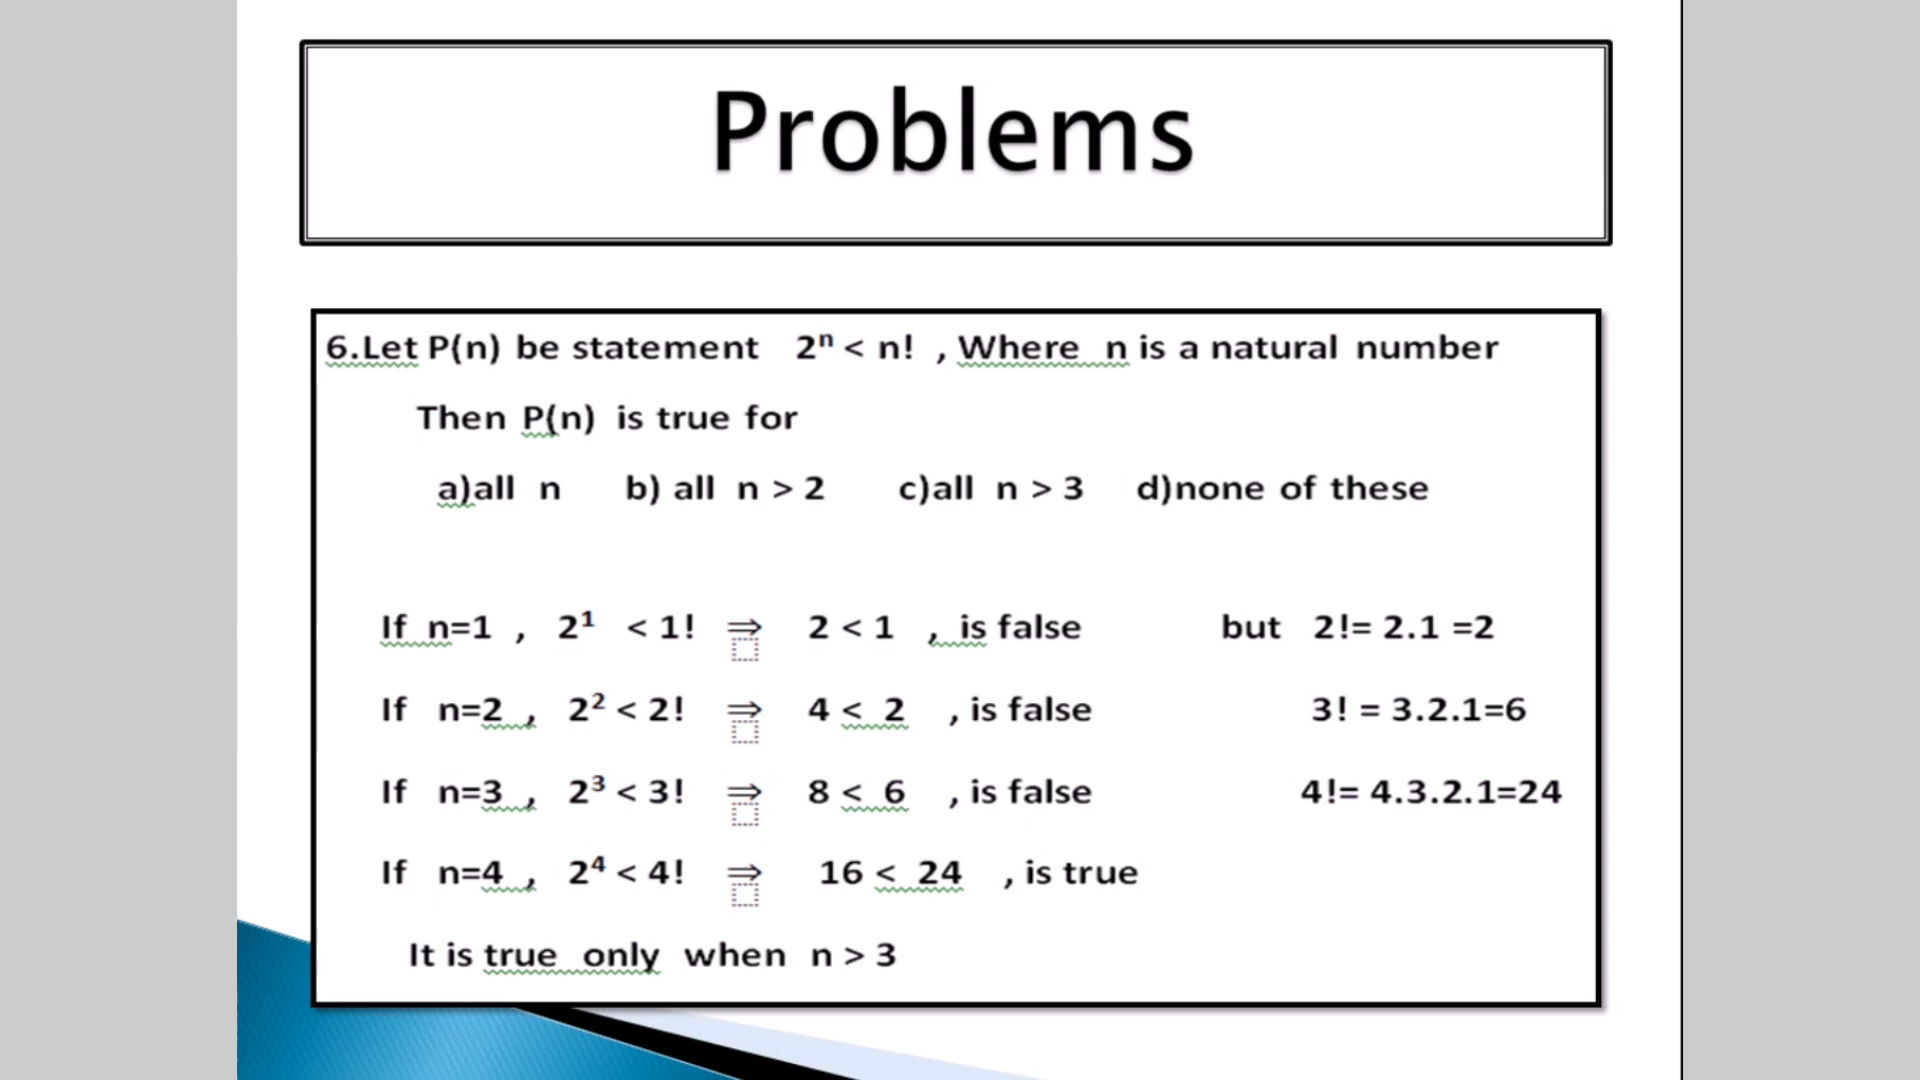 Problems
6.Let P(n) be statement 2ⁿ < n! , Where n is a natural number
Then P(n) is true for
a)all n b) all n > 2 c)all n > 3 d)none of these
If n=1 , 2¹ < 1! ⇒ 2 < 1 , is false but 2!= 2.1 =2
If n=2 , 2² < 2! ⇒ 4 < 2 , is false 3! = 3.2.1=6
If n=3 , 2³ < 3! ⇒ 8 < 6 , is false 4!= 4.3.2.1=24
If n=4 , 2⁴ < 4! ⇒ 16 < 24 , is true
It is true only when n > 3